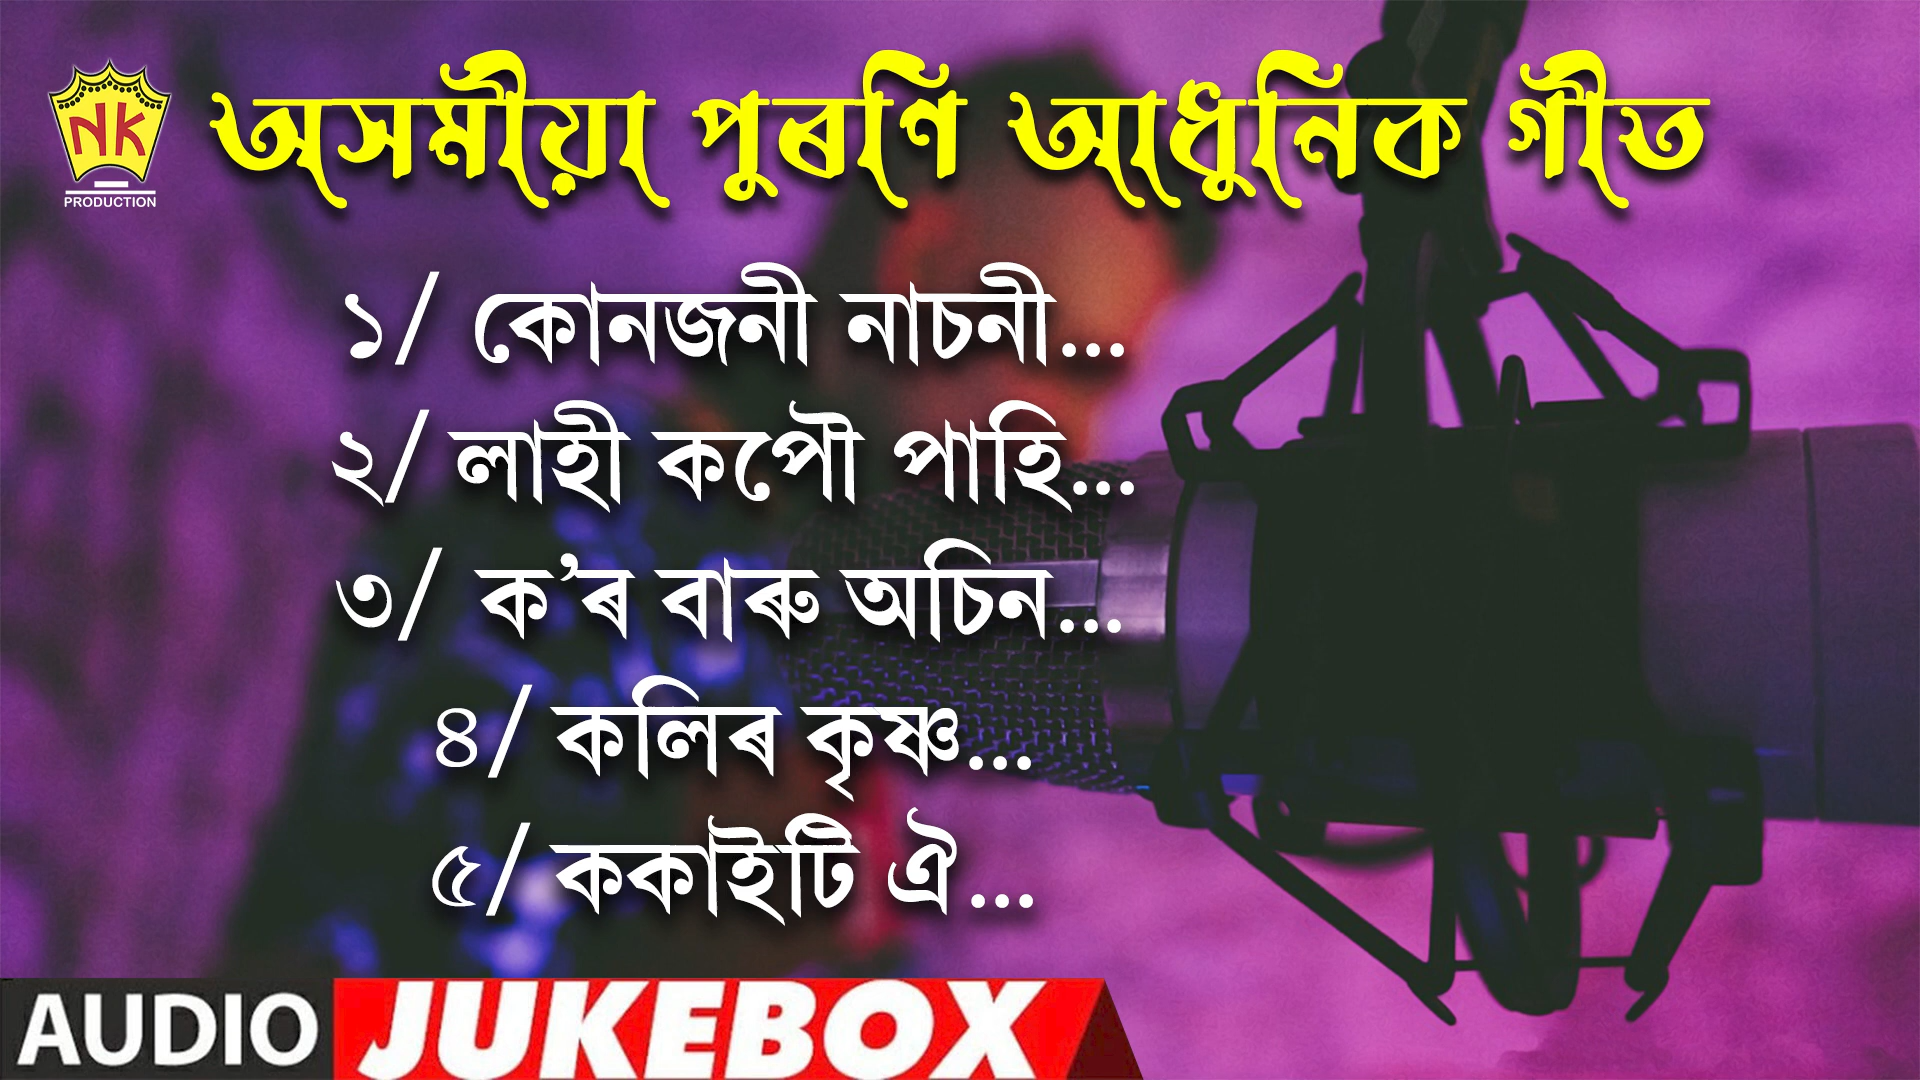 NK
PRODUCTION
অসমীয়া পুৰণি আধুনিক গীত
১/ কোনজনী নাচনী...
২/ লাহী কপৌ পাহি...
৩/ ক'ৰ বাৰু অচিন...
৪/ কলিৰ কৃষ্ণ...
৫/ ককাইটি ঐ...
AUDIO JUKEBOX